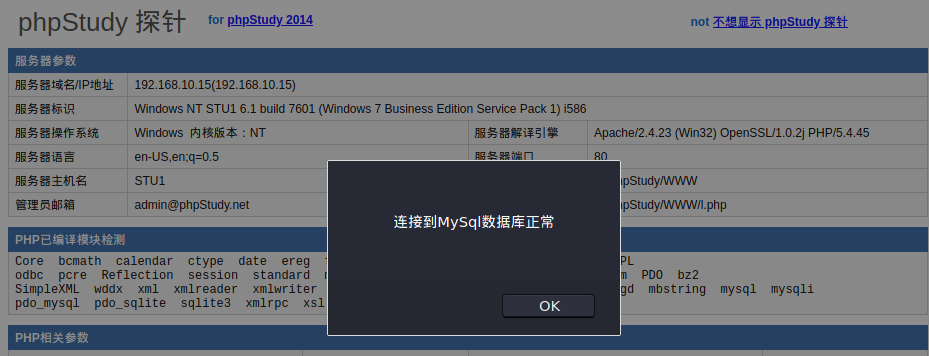 phpStudy 探针 for phpStudy 2014 not 不想显示 phpStudy 探针
服务器参数
服务器域名/IP地址 192.168.10.15(192.168.10.15)
服务器标识 Windows NT STU1 6.1 build 7601 (Windows 7 Business Edition Service Pack 1) i586
服务器操作系统 Windows 内核版本：NT 服务器解译引擎 Apache/2.4.23 (Win32) OpenSSL/1.0.2j PHP/5.4.45
服务器语言 en-US,en;q=0.5 服务器端口 80
服务器主机名 STU1 pStudy/WWW
管理员邮箱 admin@phpStudy.net pStudy/WWW/l.php
连接到MySql数据库正常
OK
PHP已编译模块检测
Core bcmath calendar ctype date ereg PL
odbc pcre Reflection session standard PDO bz2
SimpleXML wddx xml xmlreader xmlwriter gd mbstring mysql mysqli
pdo_mysql pdo_sqlite sqlite3 xmlrpc xsl
PHP相关参数